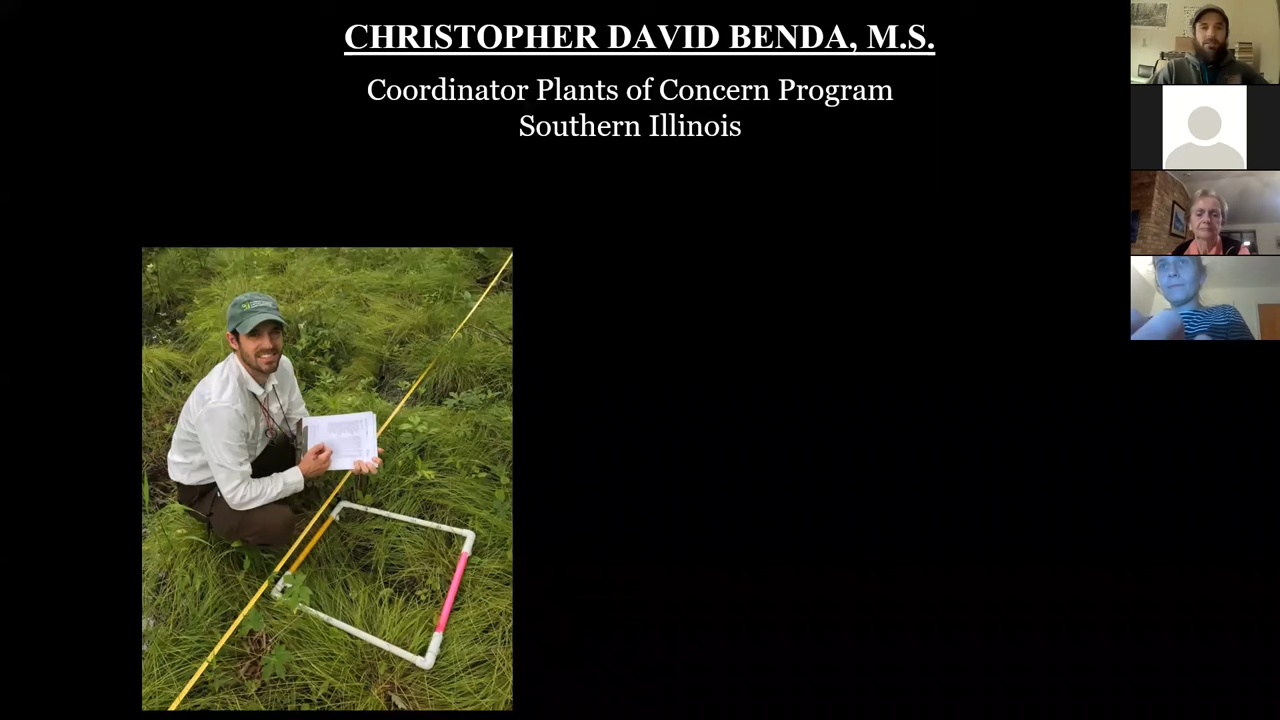 CHRISTOPHER DAVID BENDA, M.S.
Coordinator Plants of Concern Program
Southern Illinois